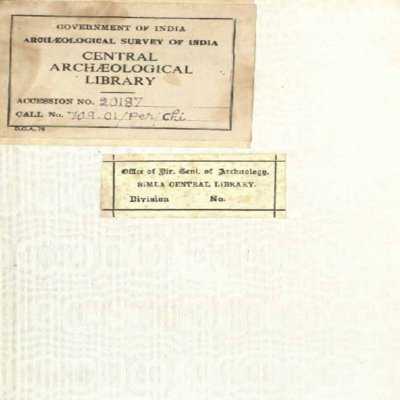 GOVERNMENT OF INDIA
ARCHÆOLOGICAL SURVEY OF INDIA
CENTRAL
ARCHÆOLOGICAL
LIBRARY
ACCESSION NO. 20187
CALL No. 709.01/Per/Chi
D.G.A. 79
Office of Dir. Genl. of Archæology.
SIMLA CENTRAL LIBRARY.
Division No.